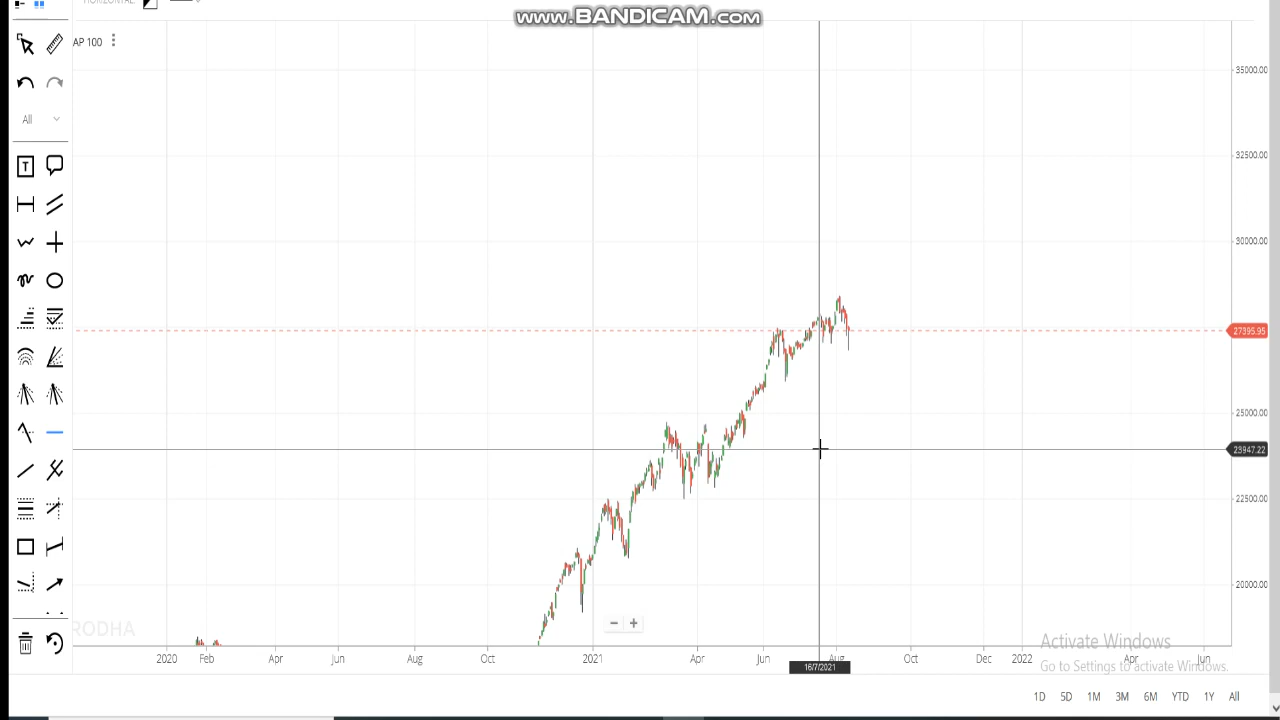 HORIZONTAL
www.BANDICAM.com
AP 100
All
35000.00
32500.00
30000.00
27395.95
25000.00
23947.22
22500.00
20000.00
RODHA
2020 Feb Apr Jun Aug Oct 2021 Apr Jun Aug Oct Dec 2022 Apr Jun
16/7/2021
Activate Windows
Go to Settings to activate Windows.
1D 5D 1M 3M 6M YTD 1Y All